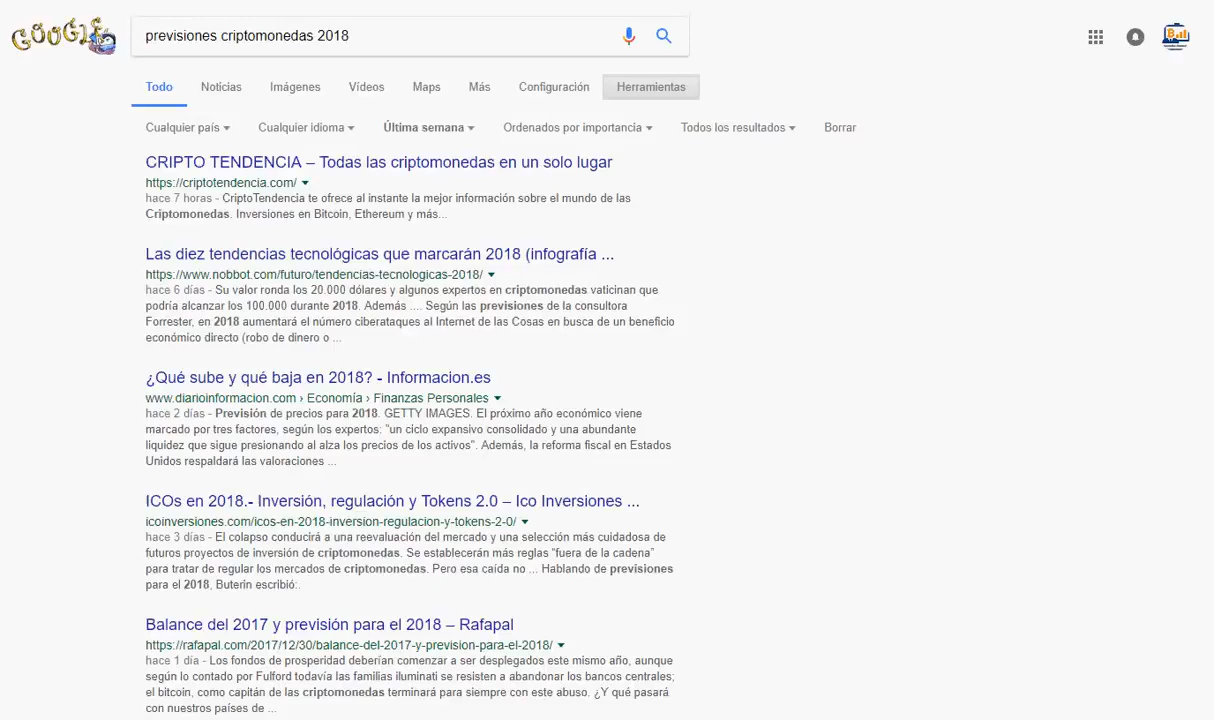 GOOGLE
previsiones criptomonedas 2018
Todo Noticias Imágenes Vídeos Maps Más Configuración Herramientas
Cualquier país Cualquier idioma Última semana Ordenados por importancia Todos los resultados Borrar
CRIPTO TENDENCIA – Todas las criptomonedas en un solo lugar
https://criptotendencia.com/
hace 7 horas - CriptoTendencia te ofrece al instante la mejor información sobre el mundo de las
Criptomonedas. Inversiones en Bitcoin, Ethereum y más...
Las diez tendencias tecnológicas que marcarán 2018 (infografía ...
https://www.nobbot.com/futuro/tendencias-tecnologicas-2018/
hace 6 días - Su valor ronda los 20.000 dólares y algunos expertos en criptomonedas vaticinan que
podría alcanzar los 100.000 durante 2018. Además .... Según las previsiones de la consultora
Forrester, en 2018 aumentará el número ciberataques al Internet de las Cosas en busca de un beneficio
económico directo (robo de dinero o ...
¿Qué sube y qué baja en 2018? - Informacion.es
www.diarioinformacion.com › Economía › Finanzas Personales
hace 2 días - Previsión de precios para 2018. GETTY IMAGES. El próximo año económico viene
marcado por tres factores, según los expertos: "un ciclo expansivo consolidado y una abundante
liquidez que sigue presionando al alza los precios de los activos". Además, la reforma fiscal en Estados
Unidos respaldará las valoraciones ...
ICOs en 2018.- Inversión, regulación y Tokens 2.0 – Ico Inversiones ...
icoinversiones.com/icos-en-2018-inversion-regulacion-y-tokens-2-0/
hace 3 días - El colapso conducirá a una reevaluación del mercado y una selección más cuidadosa de
futuros proyectos de inversión de criptomonedas. Se establecerán más reglas "fuera de la cadena"
para tratar de regular los mercados de criptomonedas. Pero esa caída no ... Hablando de previsiones
para el 2018, Buterin escribió:.
Balance del 2017 y previsión para el 2018 – Rafapal
https://rafapal.com/2017/12/30/balance-del-2017-y-prevision-para-el-2018/
hace 1 día - Los fondos de prosperidad deberían comenzar a ser desplegados este mismo año, aunque
según lo contado por Fulford todavía las familias iluminati se resisten a abandonar los bancos centrales;
el bitcoin, como capitán de las criptomonedas terminará para siempre con este abuso. ¿Y qué pasará
con nuestros países de ...